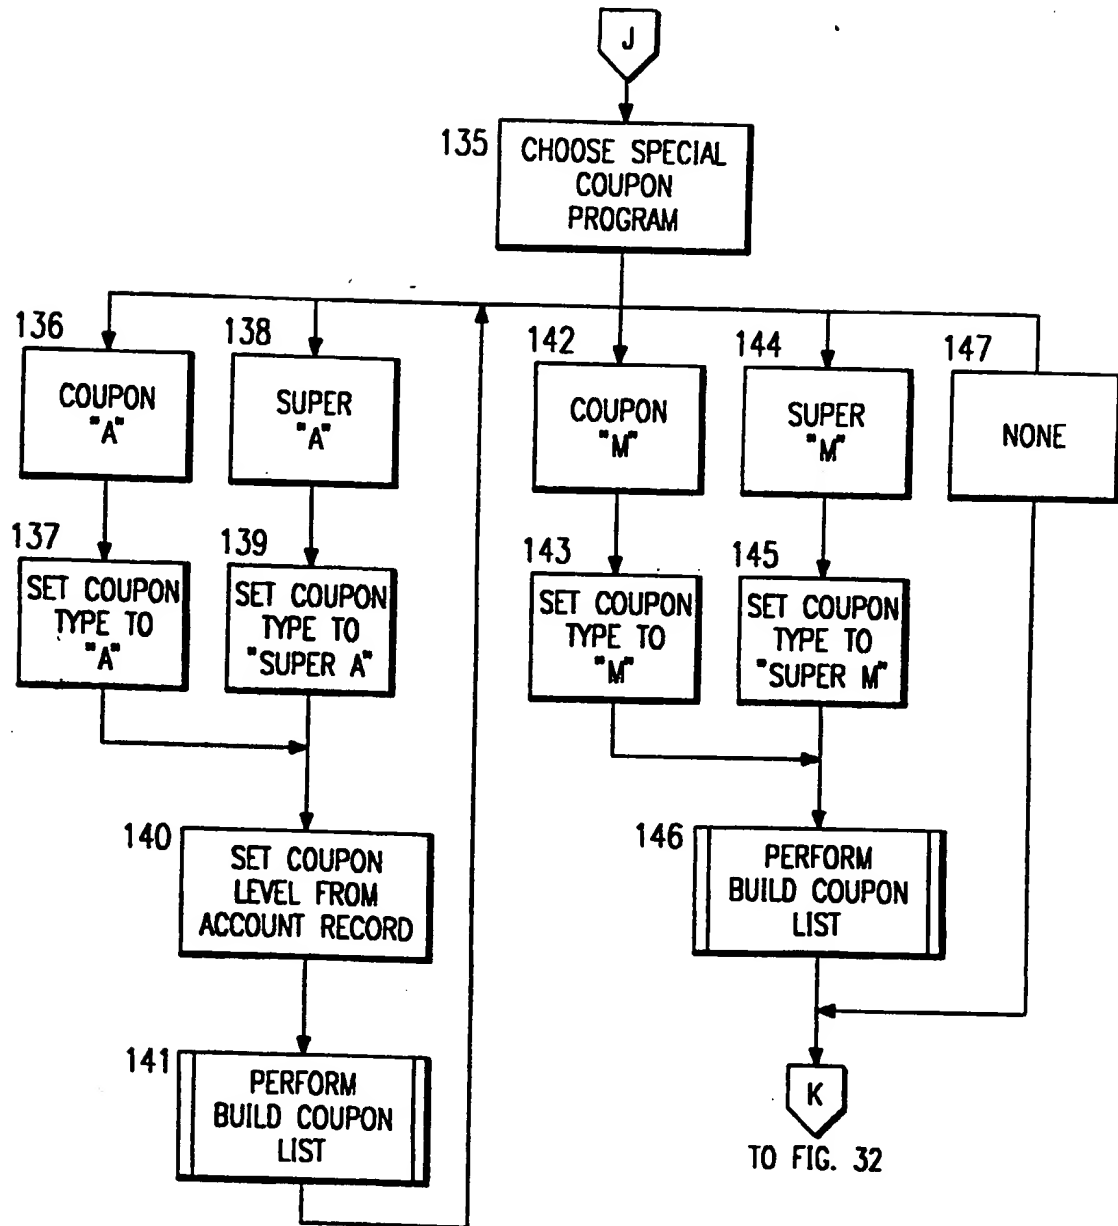 J
135
CHOOSE SPECIAL
COUPON
PROGRAM
136
COUPON
"A"
138
SUPER
"A"
142
COUPON
"M"
144
SUPER
"M"
147
NONE
137
SET COUPON
TYPE TO
"A"
139
SET COUPON
TYPE TO
"SUPER A"
143
SET COUPON
TYPE TO
"M"
145
SET COUPON
TYPE TO
"SUPER M"
140
SET COUPON
LEVEL FROM
ACCOUNT RECORD
146
PERFORM
BUILD COUPON
LIST
141
PERFORM
BUILD COUPON
LIST
K
TO FIG. 32